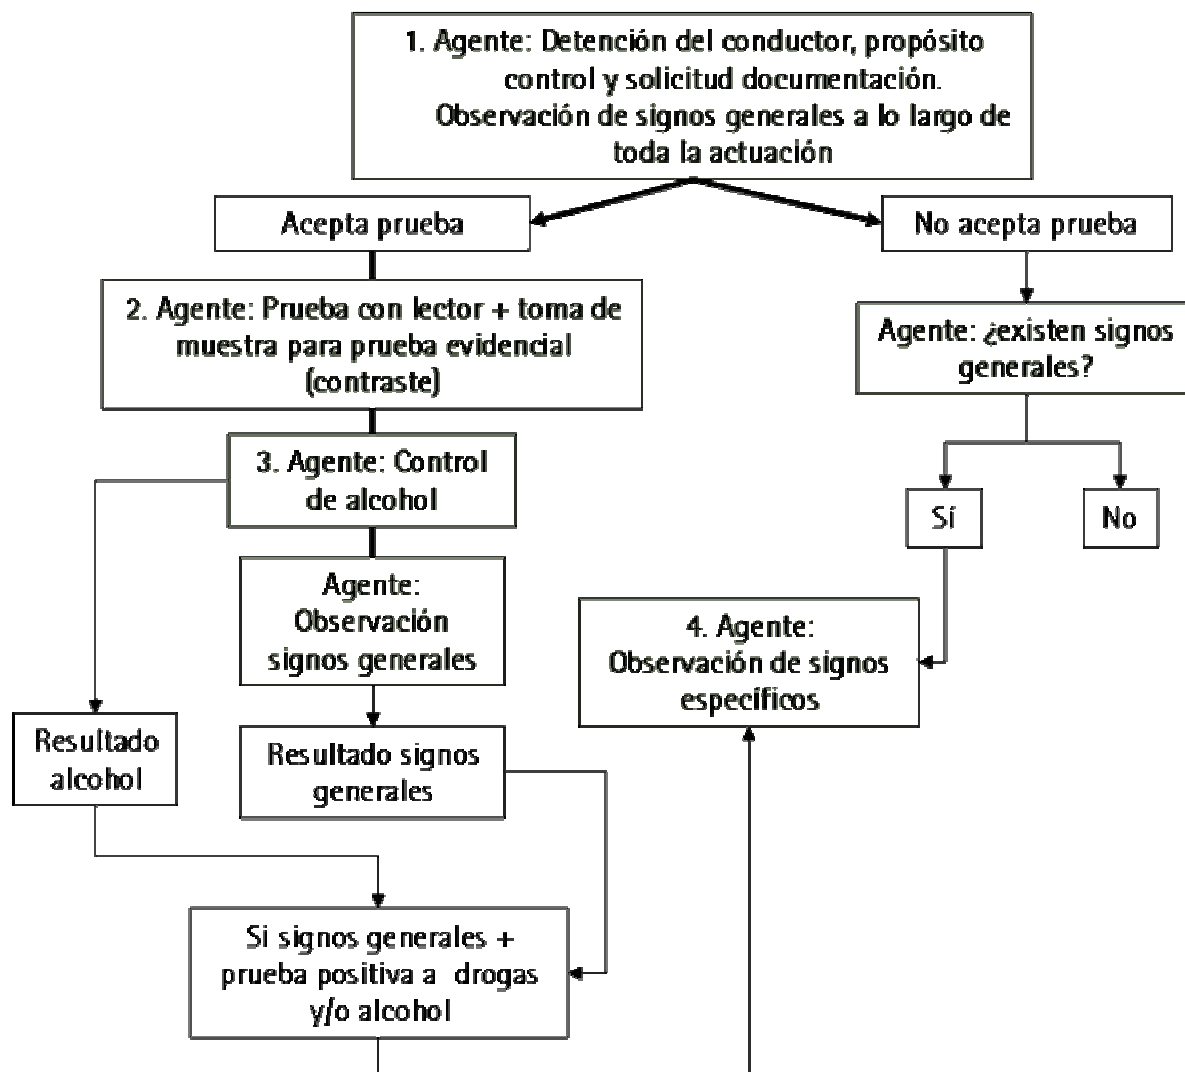 1. Agente: Detención del conductor, propósito
control y solicitud documentación.
Observación de signos generales a lo largo de
toda la actuación
Acepta prueba
No acepta prueba
2. Agente: Prueba con lector + toma de
muestra para prueba evidencial
(contraste)
Agente: ¿existen signos
generales?
3. Agente: Control
de alcohol
Sí
No
Agente:
Observación
signos generales
4. Agente:
Observación de signos
específicos
Resultado
alcohol
Resultado signos
generales
Si signos generales +
prueba positiva a drogas
y/o alcohol